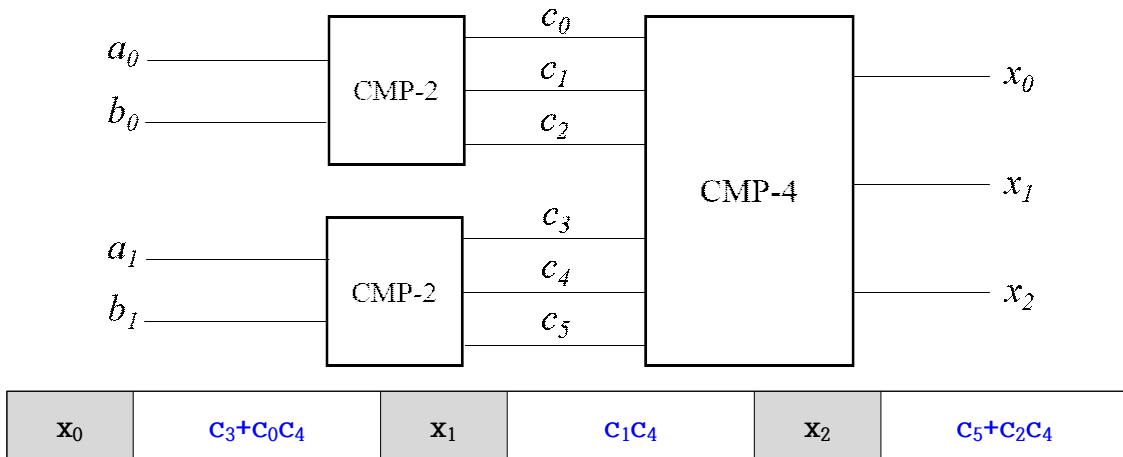 c₀
a₀
c₁
x₀
CMP-2
b₀
c₂
CMP-4
x₁
c₃
a₁
c₄
x₂
CMP-2
b₁
c₅
x₀ c₃+c₀c₄ x₁ c₁c₄ x₂ c₅+c₂c₄